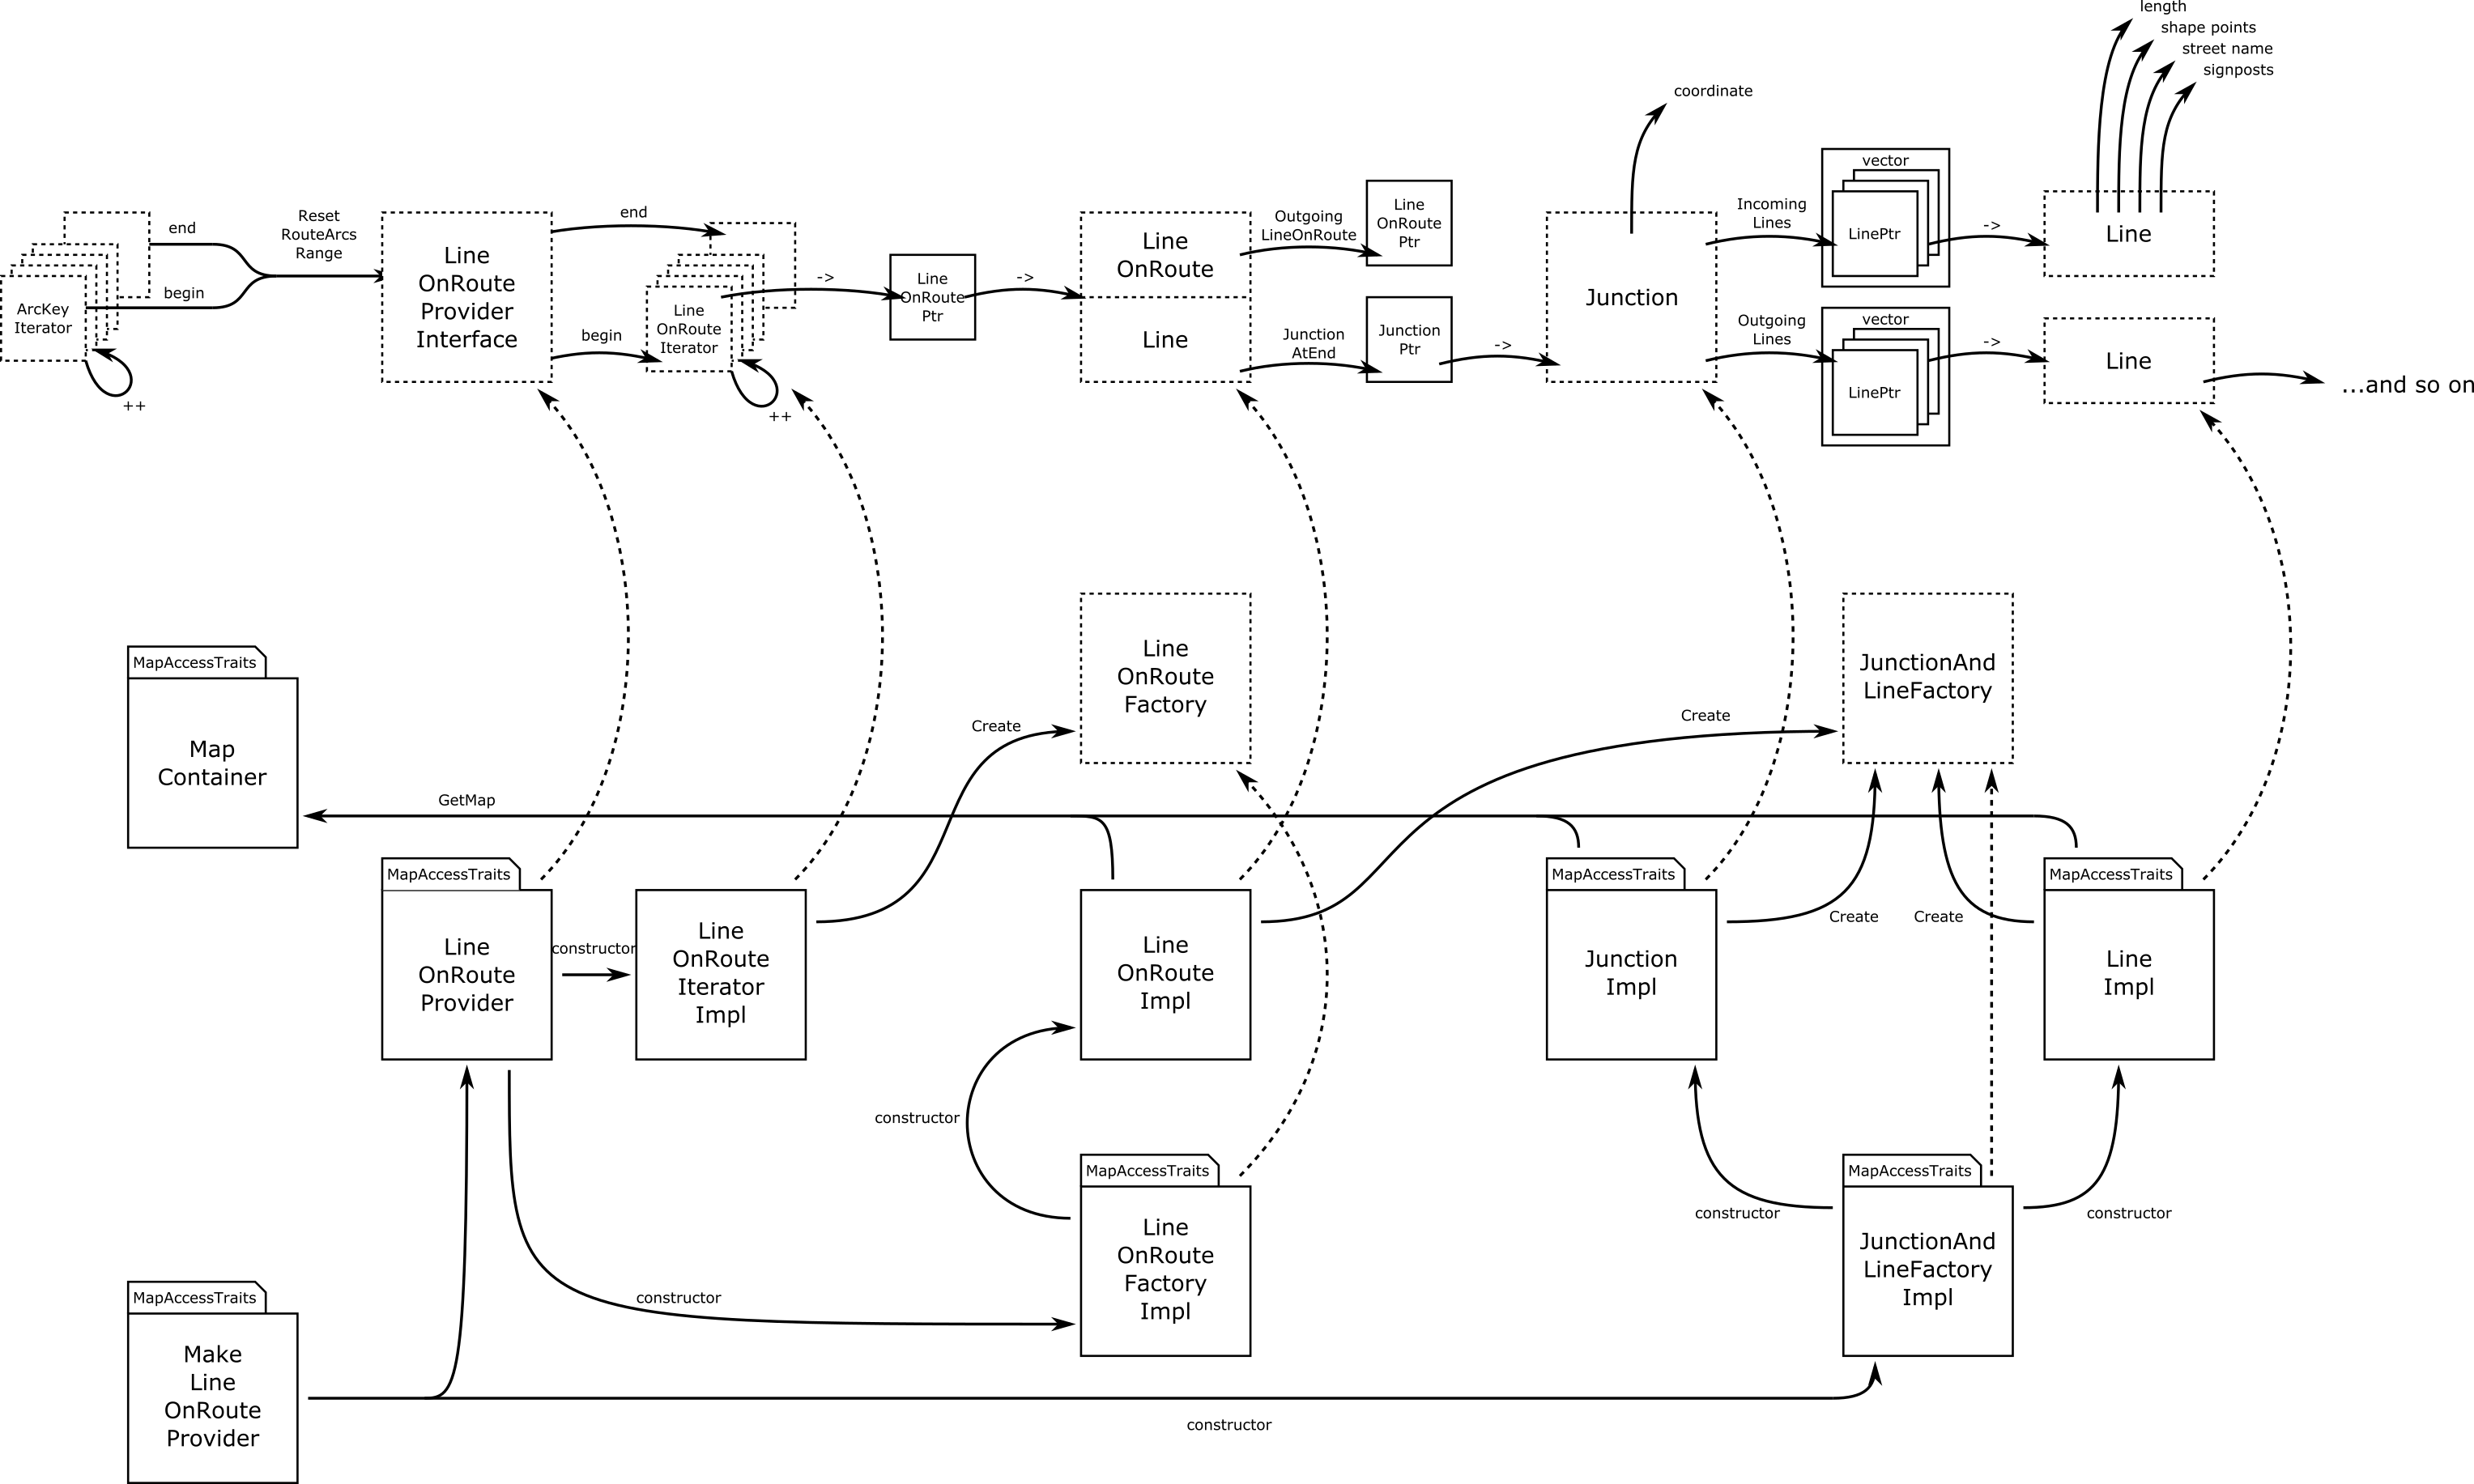 length
shape points
street name
signposts
coordinate
vector
Incoming
Lines
LinePtr
->
Line
end
Reset
RouteArcs
Range
begin
ArcKey
Iterator
++
Line
OnRoute
Provider
Interface
end
begin
Line
OnRoute
Iterator
++
->
Line
OnRoute
Ptr
->
Line
OnRoute
Line
Outgoing
LineOnRoute
Line
OnRoute
Ptr
Junction
AtEnd
Junction
Ptr
->
Junction
Outgoing
Lines
vector
LinePtr
->
Line
...and so on
MapAccessTraits
Map
Container
Line
OnRoute
Factory
JunctionAnd
LineFactory
Create
Create
GetMap
MapAccessTraits
Line
OnRoute
Provider
constructor
Line
OnRoute
Iterator
Impl
Line
OnRoute
Impl
MapAccessTraits
Junction
Impl
Create
Create
MapAccessTraits
Line
Impl
constructor
MapAccessTraits
Line
OnRoute
Factory
Impl
constructor
MapAccessTraits
JunctionAnd
LineFactory
Impl
constructor
constructor
MapAccessTraits
Make
Line
OnRoute
Provider
constructor